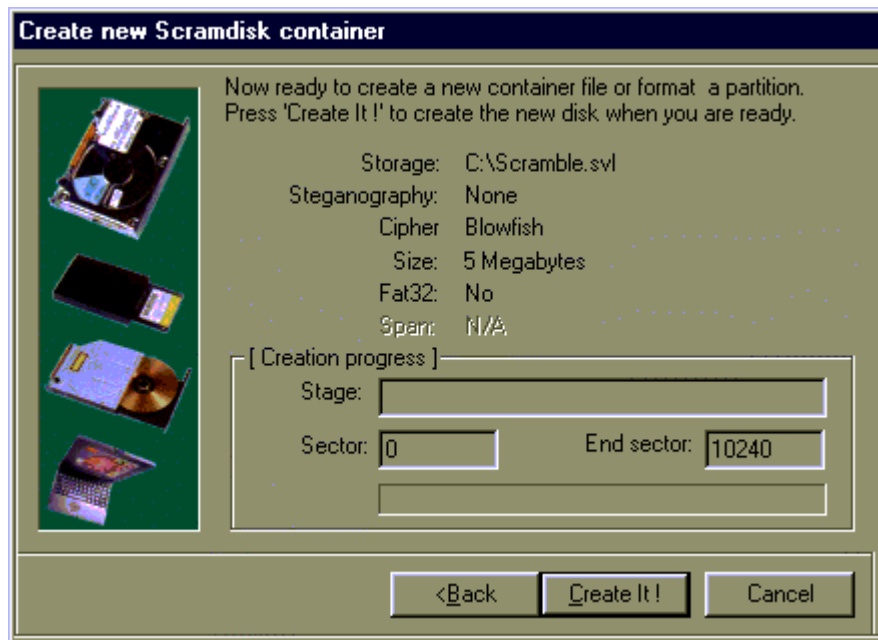 Create new Scramdisk container
Now ready to create a new container file or format a partition.
Press 'Create It !' to create the new disk when you are ready.
Storage: C:\Scramble.svl
Steganography: None
Cipher Blowfish
Size: 5 Megabytes
Fat32: No
Span: N/A
[ Creation progress ]
Stage:
Sector: 0 End sector: 10240
<Back Create It ! Cancel